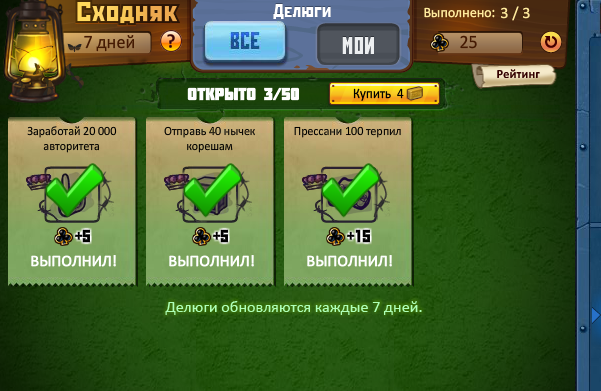 Сходняк
7 дней
?
Делюги
ВСЕ
МОИ
Выполнено: 3 / 3
25
Рейтинг
ОТКРЫТО 3/50
Купить 4
Заработай 20 000
авторитета
+5
ВЫПОЛНИЛ!
Отправь 40 нычек
корешам
+5
ВЫПОЛНИЛ!
Прессани 100 терпил
+15
ВЫПОЛНИЛ!
Делюги обновляются каждые 7 дней.